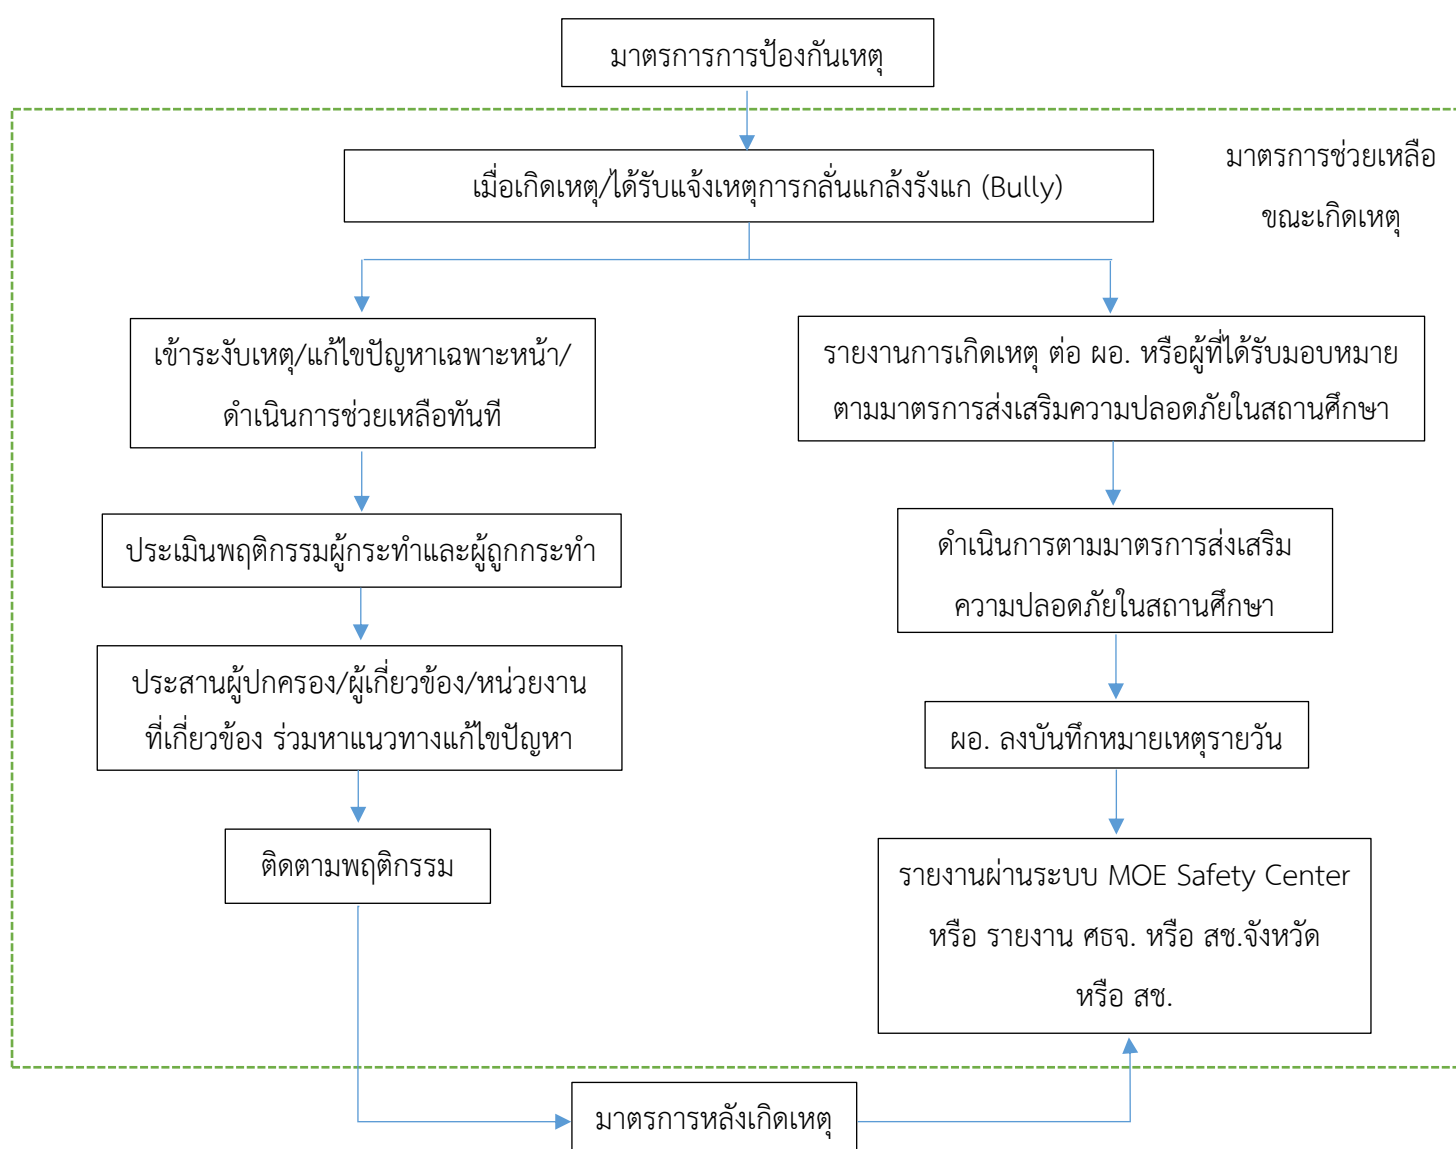 มาตรการการป้องกันเหตุ
เมื่อเกิดเหตุ/ได้รับแจ้งเหตุการกลั่นแกล้งรังแก (Bully)
มาตรการช่วยเหลือ
ขณะเกิดเหตุ
เข้าระงับเหตุ/แก้ไขปัญหาเฉพาะหน้า/
ดำเนินการช่วยเหลือทันที
ประเมินพฤติกรรมผู้กระทำและผู้ถูกกระทำ
ประสานผู้ปกครอง/ผู้เกี่ยวข้อง/หน่วยงาน
ที่เกี่ยวข้อง ร่วมหาแนวทางแก้ไขปัญหา
ติดตามพฤติกรรม
รายงานการเกิดเหตุ ต่อ ผอ. หรือผู้ที่ได้รับมอบหมาย
ตามมาตรการส่งเสริมความปลอดภัยในสถานศึกษา
ดำเนินการตามมาตรการส่งเสริม
ความปลอดภัยในสถานศึกษา
ผอ. ลงบันทึกหมายเหตุรายวัน
รายงานผ่านระบบ MOE Safety Center
หรือ รายงาน ศธจ. หรือ สช.จังหวัด
หรือ สช.
มาตรการหลังเกิดเหตุ